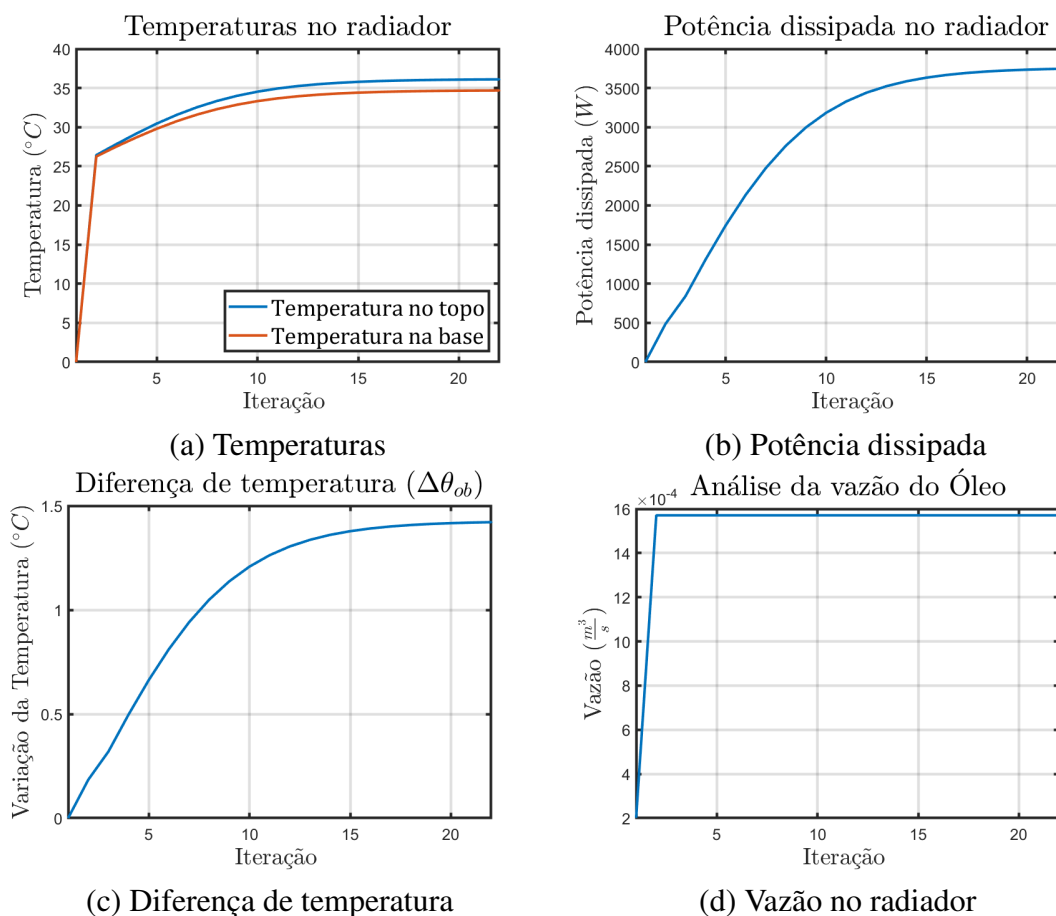 Temperaturas no radiador
40
35
30
25
20
15
10
5
0
Temperatura (°C)
Temperatura no topo
Temperatura na base
5 10 15 20
Iteração
(a) Temperaturas
Potência dissipada no radiador
4000
3500
3000
2500
2000
1500
1000
500
0
Potência dissipada (W)
5 10 15 20
Iteração
(b) Potência dissipada
Diferença de temperatura (Δθ_ob)
1.5
1
0.5
0
Variação da Temperatura (°C)
5 10 15 20
Iteração
(c) Diferença de temperatura
×10⁻⁴ Análise da vazão do Óleo
16
14
12
10
8
6
4
2
Vazão (m³/s)
5 10 15 20
Iteração
(d) Vazão no radiador